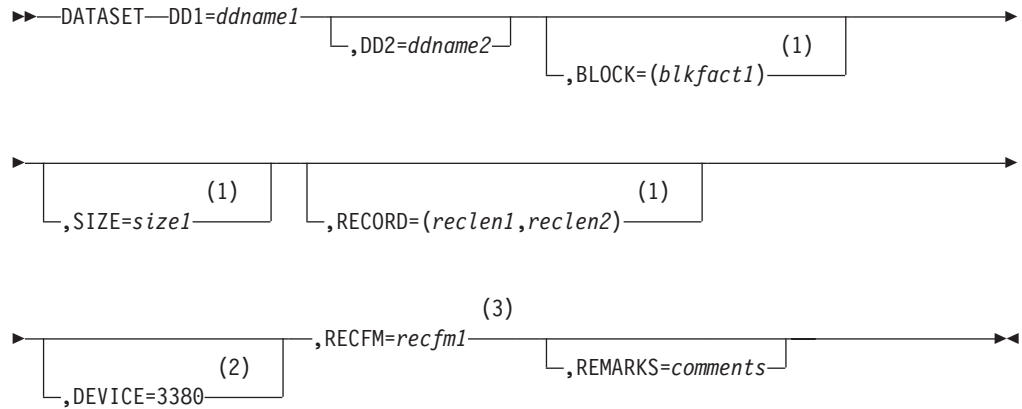 DATASET DD1=ddname1
,DD2=ddname2
(1)
,BLOCK=(blkfact1)
(1)
,SIZE=size1
(1)
,RECORD=(reclen1,reclen2)
(2)
,DEVICE=3380
(3)
,RECFM=recfm1
,REMARKS=comments